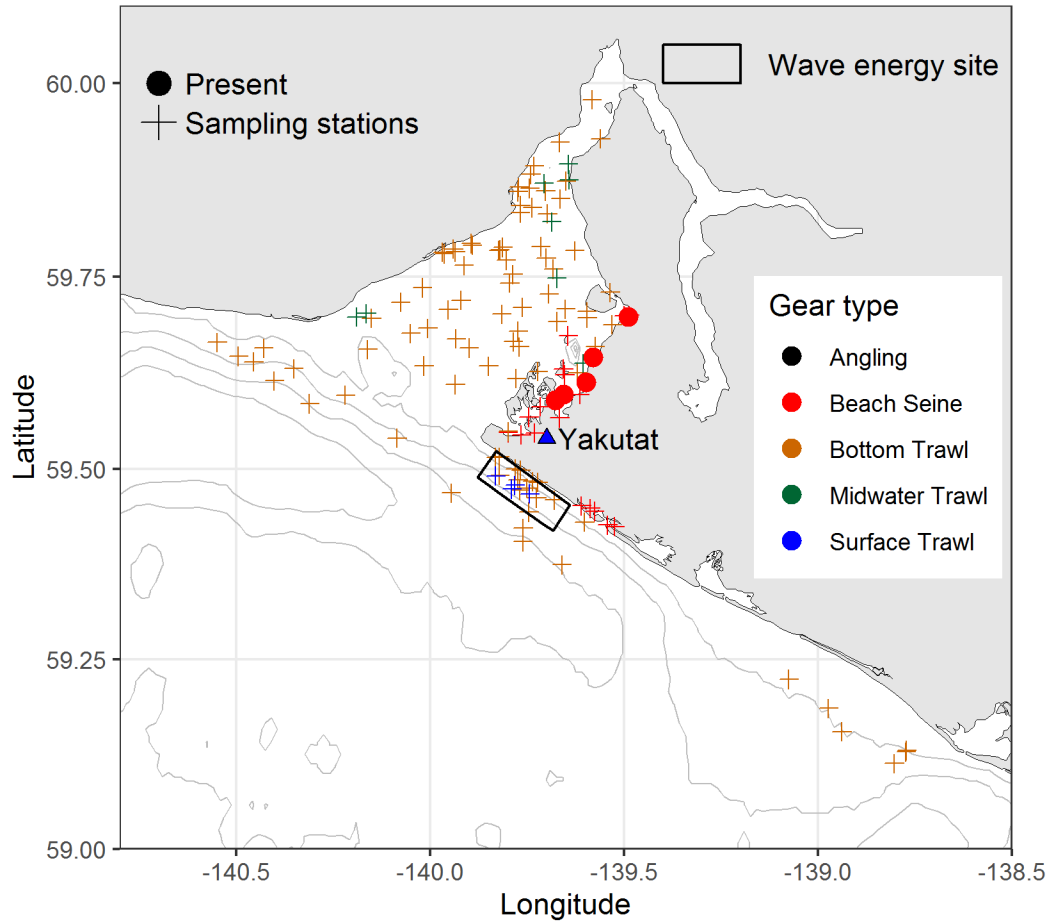 60.00
59.75
59.50
59.25
59.00
Latitude
Present
Sampling stations
Wave energy site
Yakutat
Gear type
Angling
Beach Seine
Bottom Trawl
Midwater Trawl
Surface Trawl
-140.5
-140.0
-139.5
-139.0
-138.5
Longitude